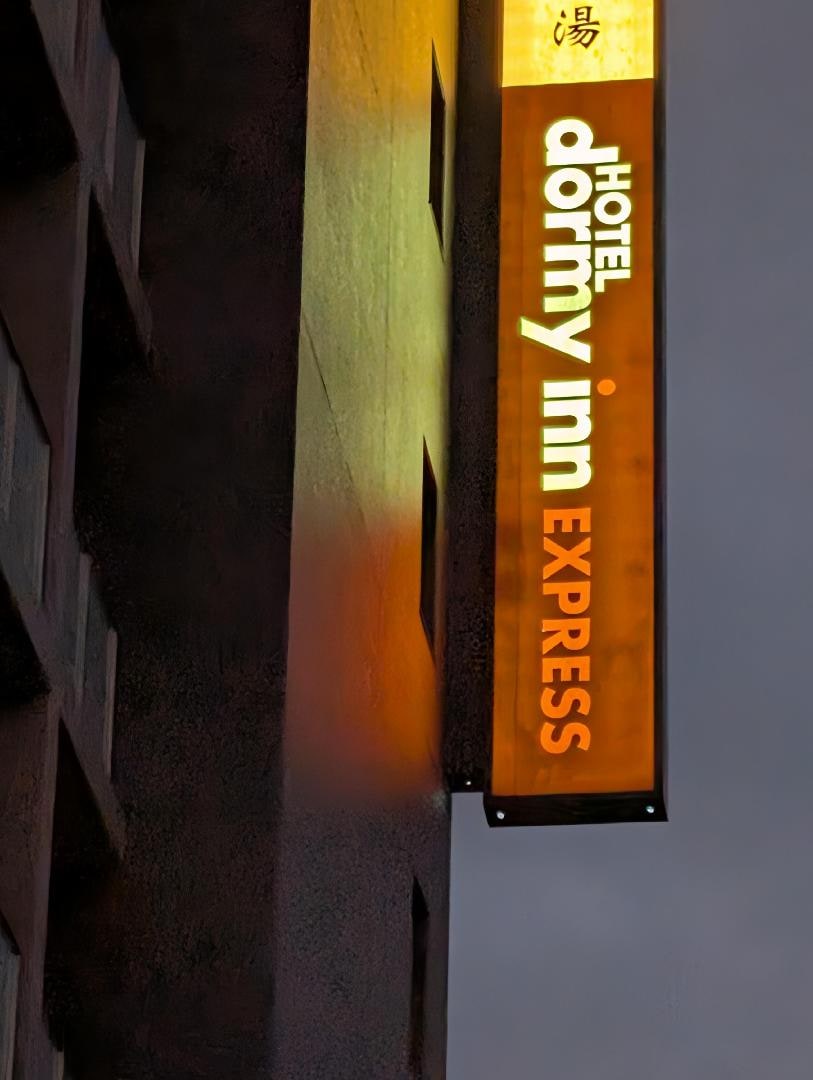 湯
HOTEL
dormy inn
EXPRESS